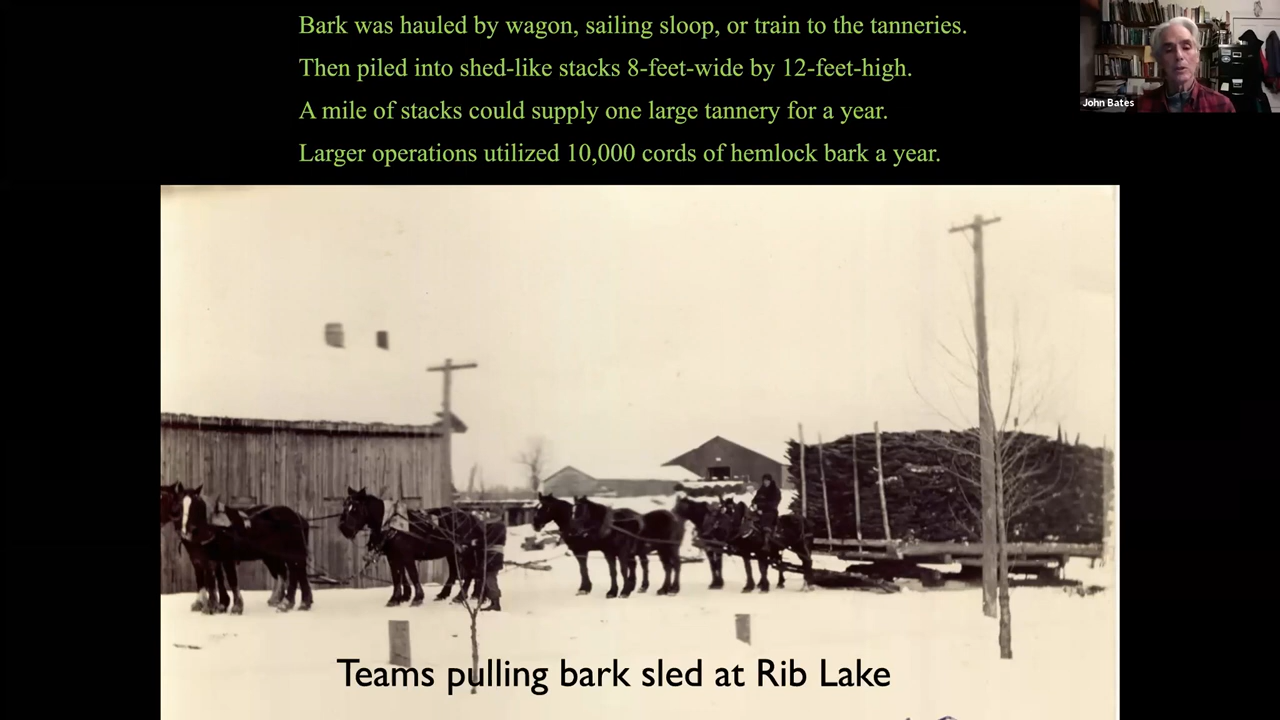 Bark was hauled by wagon, sailing sloop, or train to the tanneries.
Then piled into shed-like stacks 8-feet-wide by 12-feet-high.
A mile of stacks could supply one large tannery for a year.
Larger operations utilized 10,000 cords of hemlock bark a year.
John Bates
Teams pulling bark sled at Rib Lake